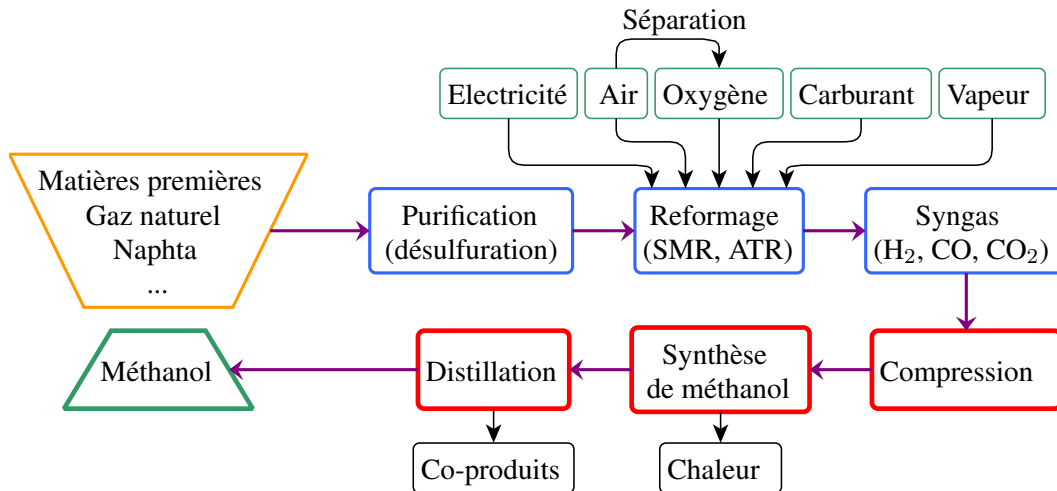 Séparation
Electricité
Air
Oxygène
Carburant
Vapeur
Matières premières
Gaz naturel
Naphta
...
Purification
(désulfuration)
Reformage
(SMR, ATR)
Syngas
(H₂, CO, CO₂)
Méthanol
Distillation
Synthèse
de méthanol
Compression
Co-produits
Chaleur